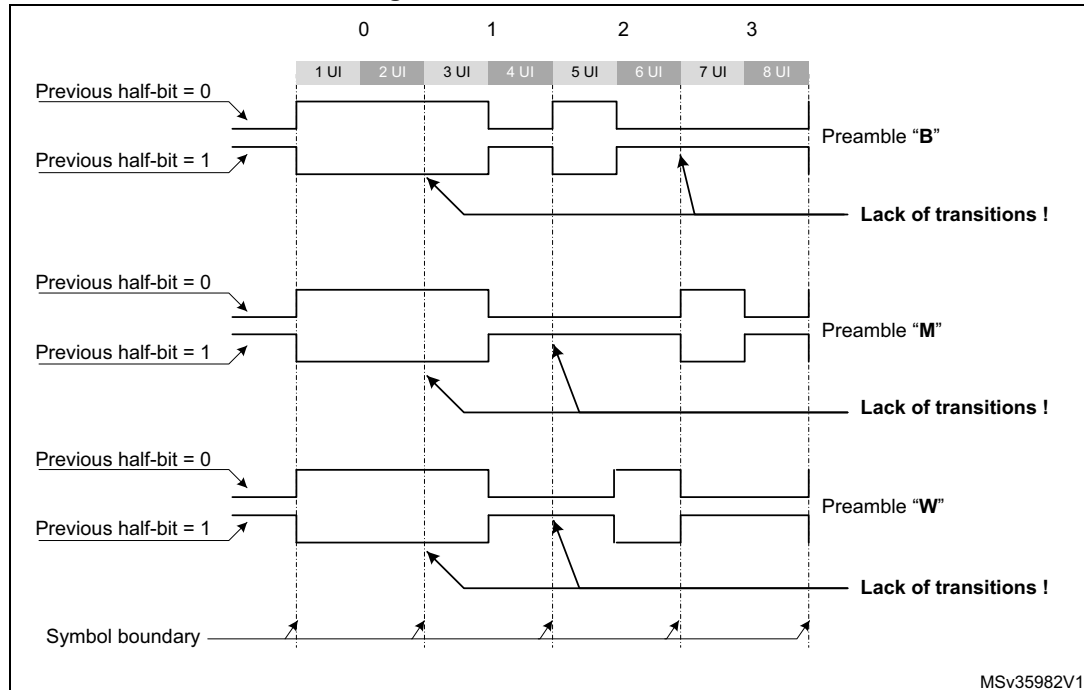 0 1 2 3
1 UI 2 UI 3 UI 4 UI 5 UI 6 UI 7 UI 8 UI
Previous half-bit = 0
Preamble “B”
Previous half-bit = 1
Lack of transitions !
Previous half-bit = 0
Preamble “M”
Previous half-bit = 1
Lack of transitions !
Previous half-bit = 0
Preamble “W”
Previous half-bit = 1
Lack of transitions !
Symbol boundary
MSv35982V1